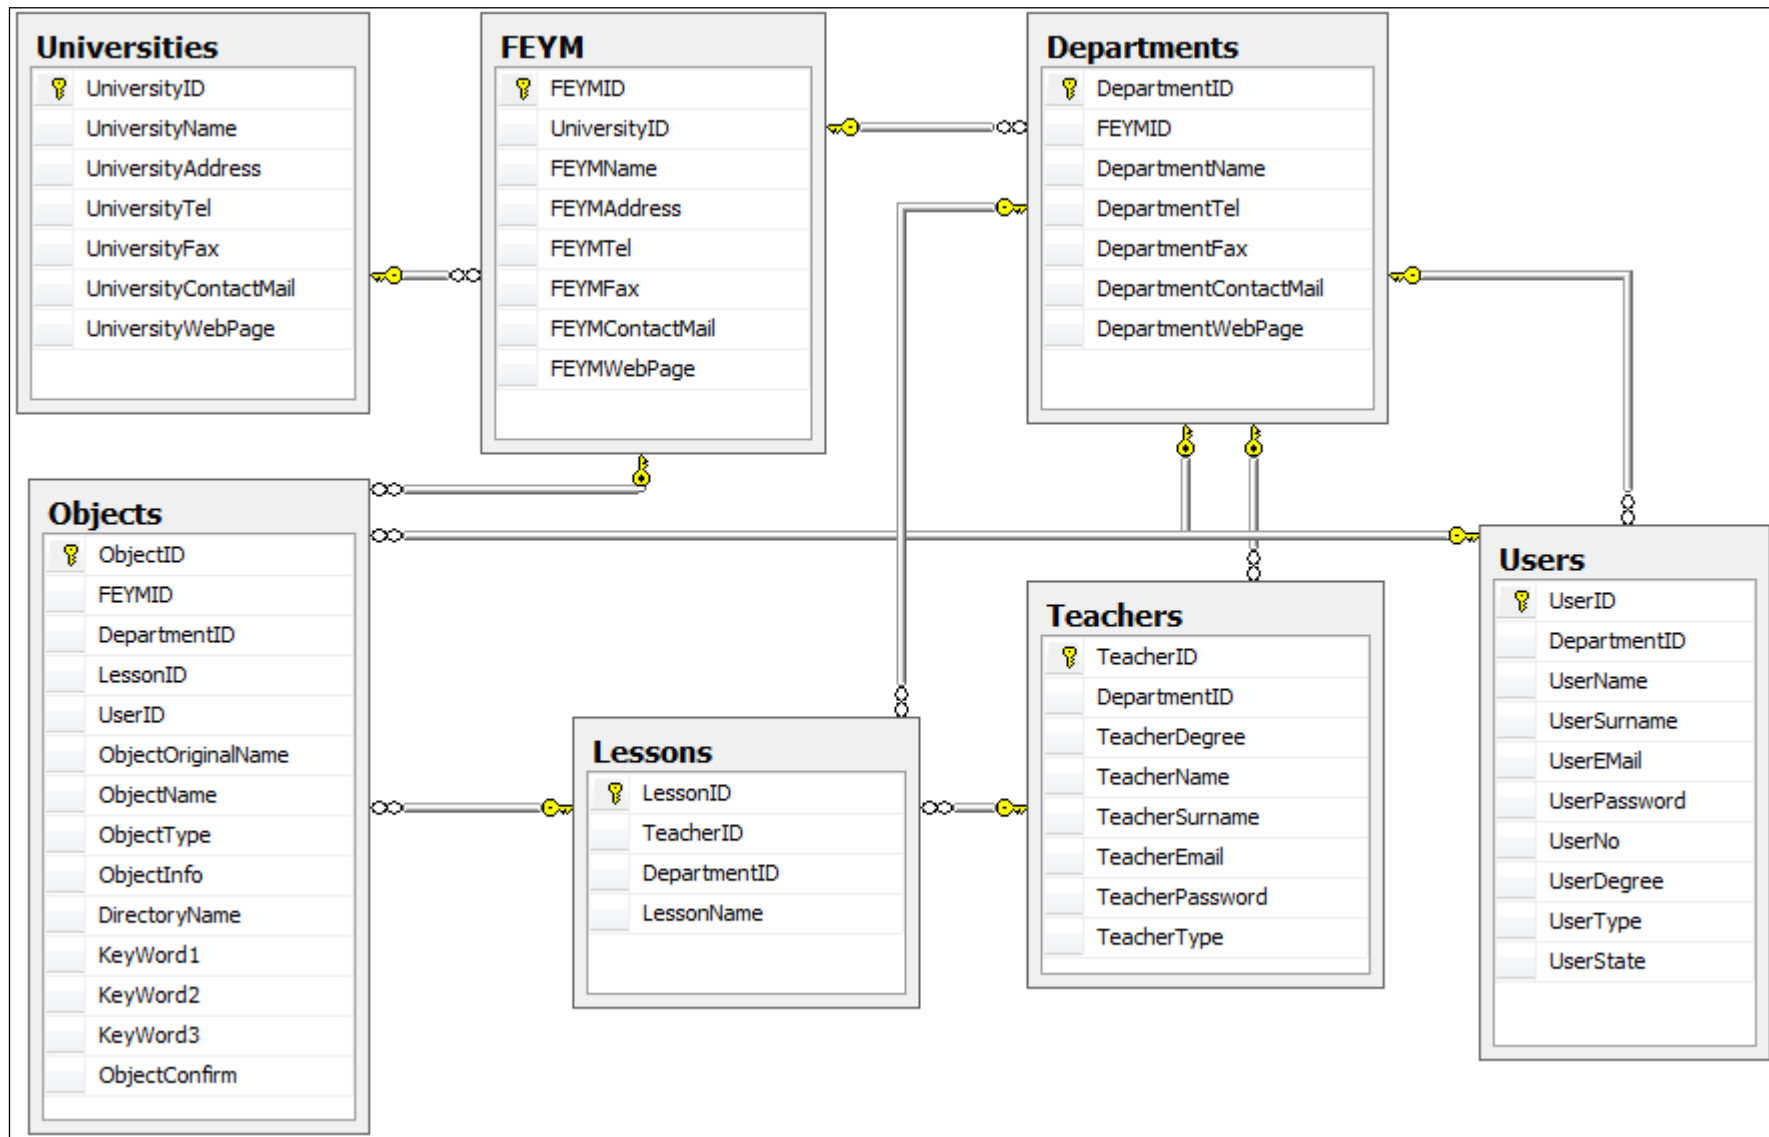 Universities
UniversityID
UniversityName
UniversityAddress
UniversityTel
UniversityFax
UniversityContactMail
UniversityWebPage
FEYM
FEYMID
UniversityID
FEYMName
FEYMAddress
FEYMTel
FEYMFax
FEYMContactMail
FEYMWebPage
Departments
DepartmentID
FEYMID
DepartmentName
DepartmentTel
DepartmentFax
DepartmentContactMail
DepartmentWebPage
Objects
ObjectID
FEYMID
DepartmentID
LessonID
UserID
ObjectOriginalName
ObjectName
ObjectType
ObjectInfo
DirectoryName
KeyWord1
KeyWord2
KeyWord3
ObjectConfirm
Lessons
LessonID
TeacherID
DepartmentID
LessonName
Teachers
TeacherID
DepartmentID
TeacherDegree
TeacherName
TeacherSurname
TeacherEmail
TeacherPassword
TeacherType
Users
UserID
DepartmentID
UserName
UserSurname
UserEMail
UserPassword
UserNo
UserDegree
UserType
UserState